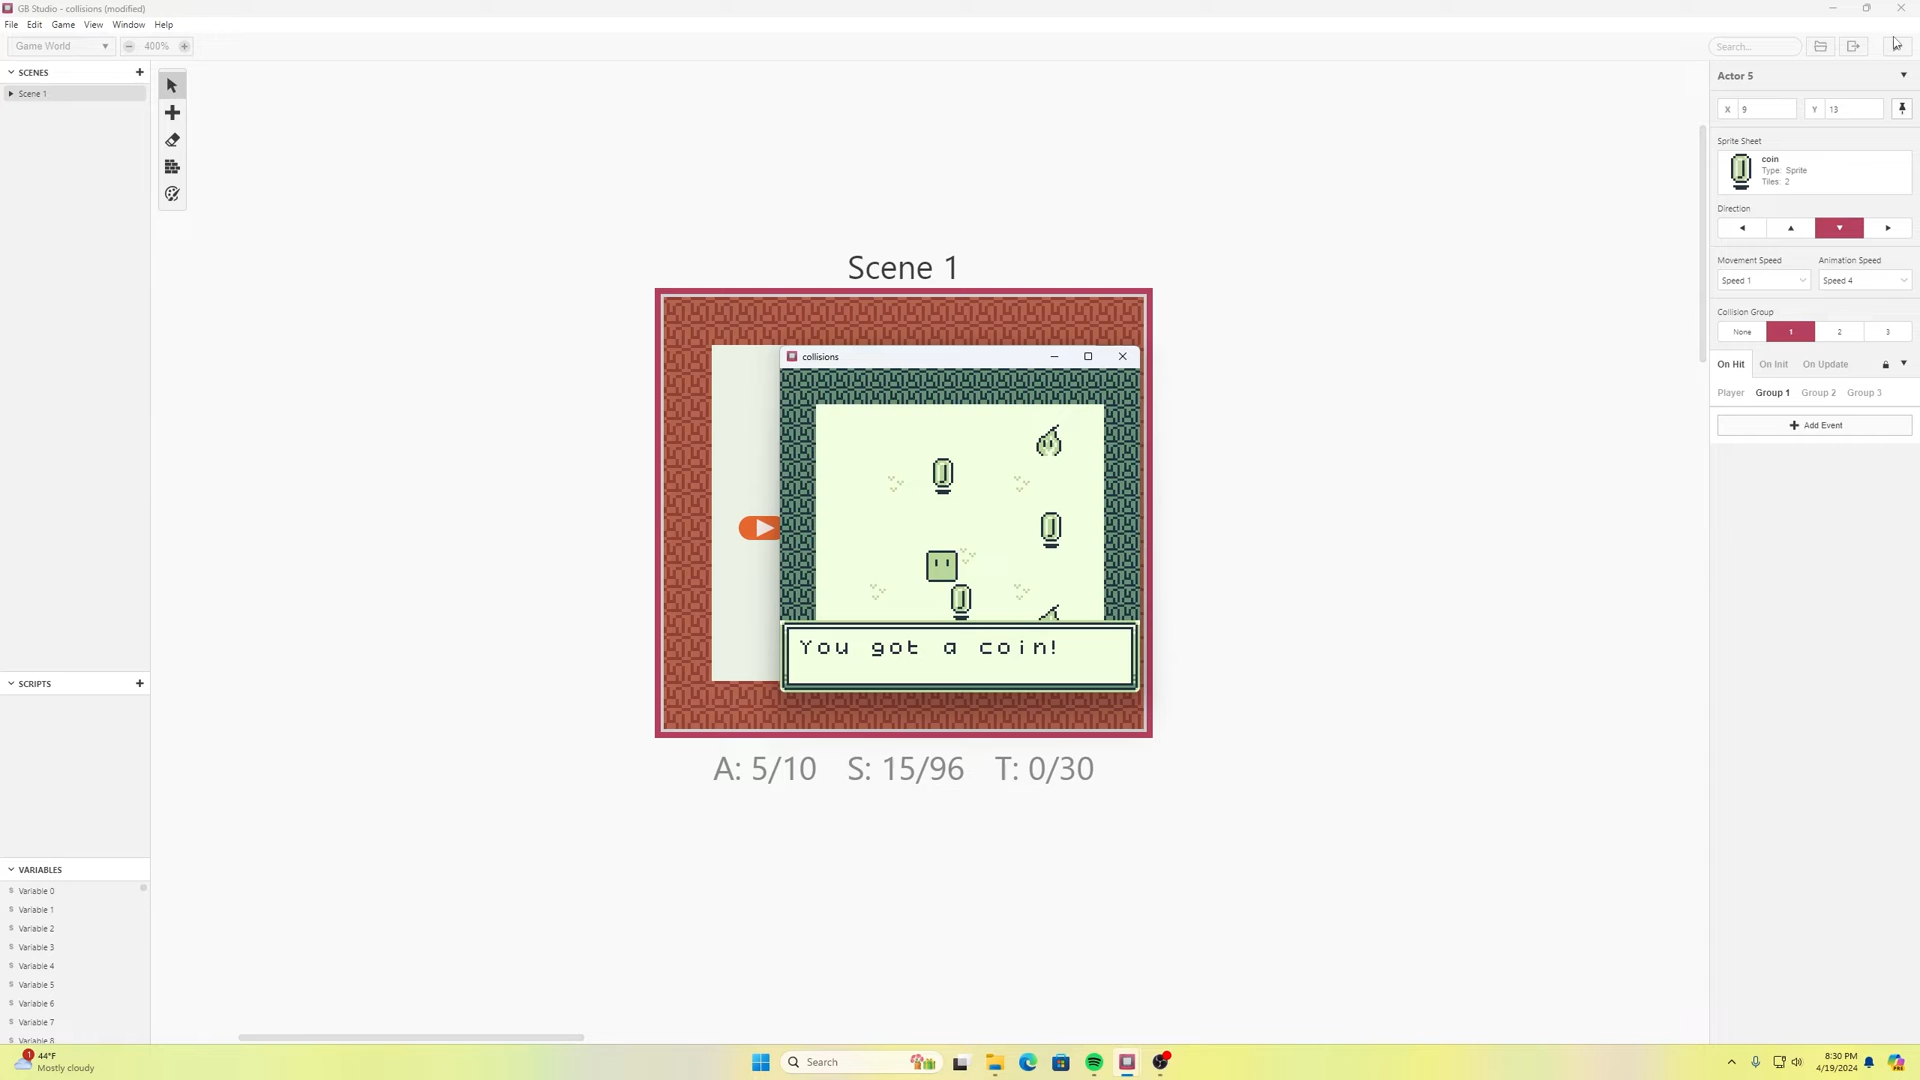 GB Studio - collisions (modified)
File Edit Game View Window Help
Game World 400% Search...
SCENES
Scene 1
SCRIPTS
VARIABLES
Variable 0
Variable 1
Variable 2
Variable 3
Variable 4
Variable 5
Variable 6
Variable 7
Variable 8
Scene 1
collisions
You got a coin!
A: 5/10 S: 15/96 T: 0/30
Actor 5
X 9 Y 13
Sprite Sheet
coin
Type: Sprite
Tiles: 2
Direction
Movement Speed Animation Speed
Speed 1 Speed 4
Collision Group
None 1 2 3
On Hit On Init On Update
Player Group 1 Group 2 Group 3
Add Event
1
44°F
Mostly cloudy
Search
PRE
8:30 PM
4/19/2024